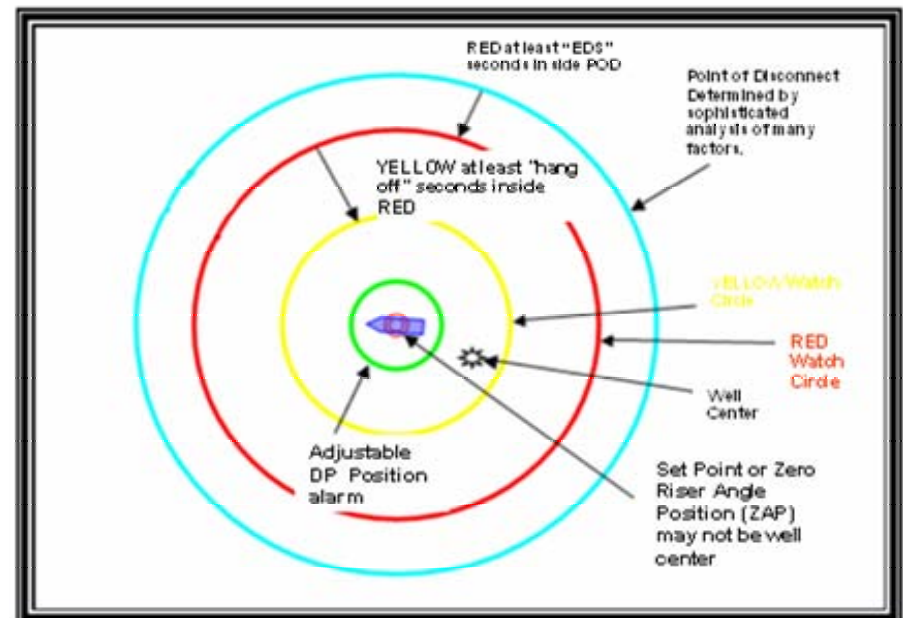 RED at least "EDS"
seconds in side POD
Point of Disconnect
Determined by
sophisticated
analysis of many
factors.
YELLOW at least "hang
off" seconds inside
RED
YELLOW Watch
Circle
RED
Watch
Circle
Well
Center
Adjustable
DP Position
alarm
Set Point or Zero
Riser Angle
Position (ZAP)
may not be well
center